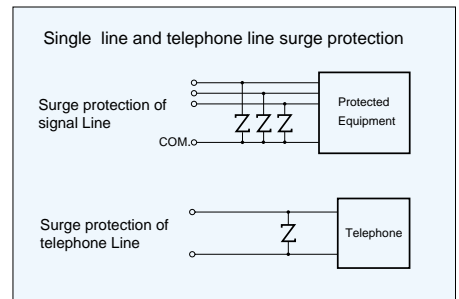 Single line and telephone line surge protection
Surge protection of
signal Line
Protected
Equipment
COM.
Surge protection of
telephone Line
Telephone